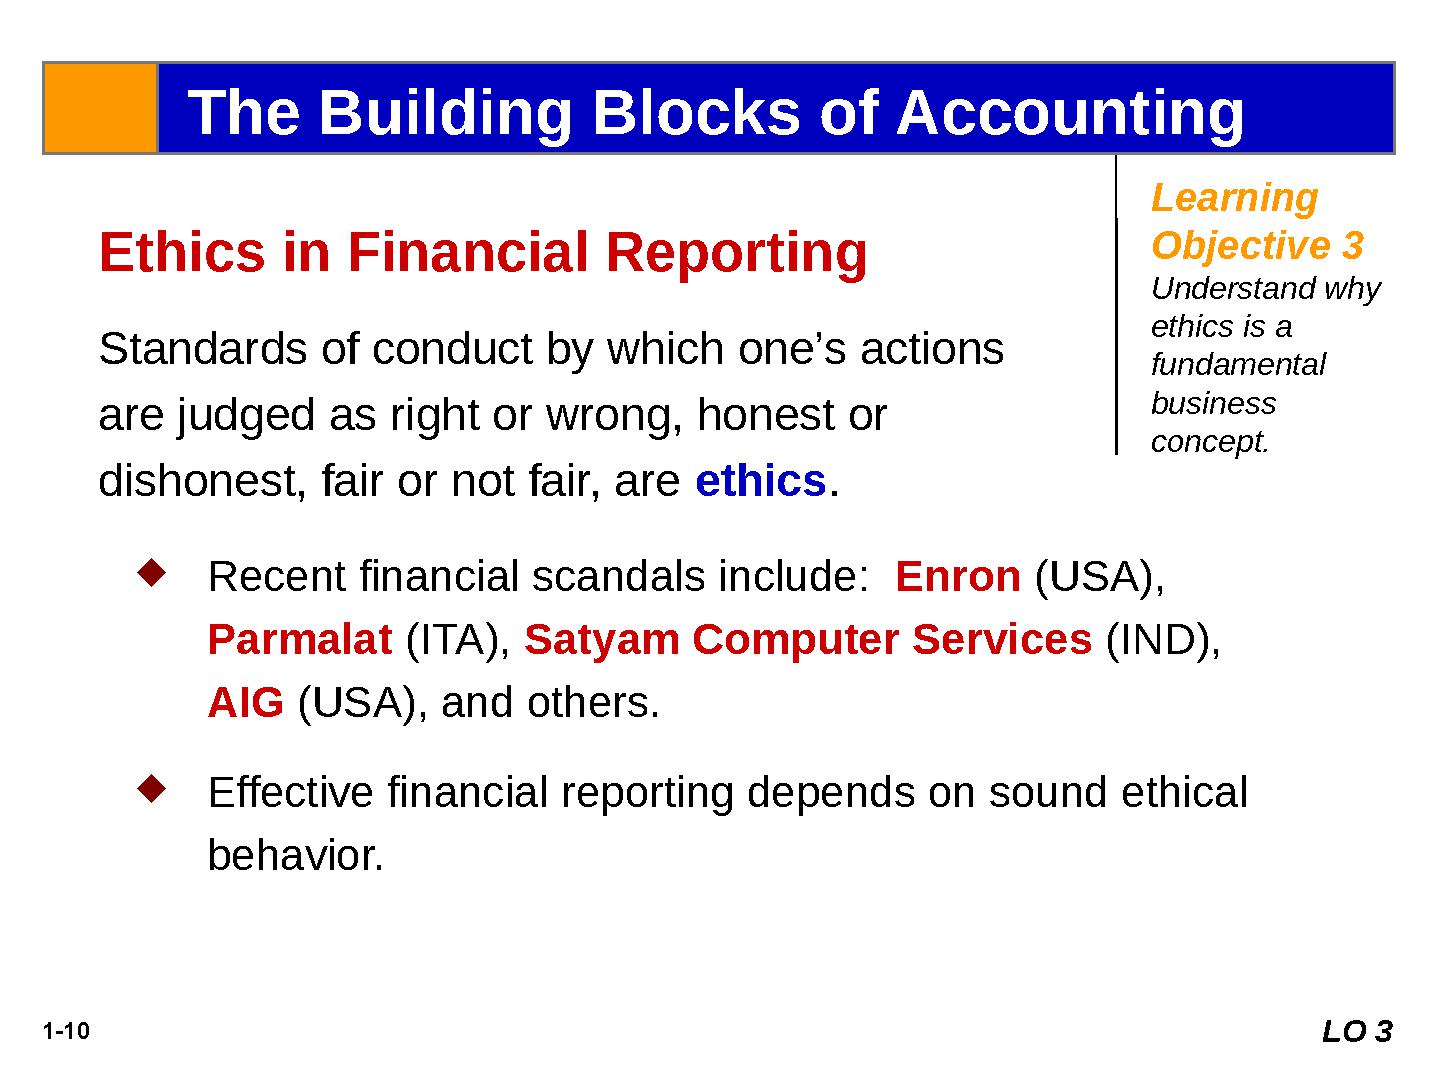 The Building Blocks of Accounting
Learning
Objective 3
Understand why
ethics is a
fundamental
business
concept.
Ethics in Financial Reporting
Standards of conduct by which one’s actions
are judged as right or wrong, honest or
dishonest, fair or not fair, are ethics.
Recent financial scandals include:  Enron (USA),
Parmalat (ITA), Satyam Computer Services (IND),
AIG (USA), and others.
Effective financial reporting depends on sound ethical
behavior.
1-10
LO 3